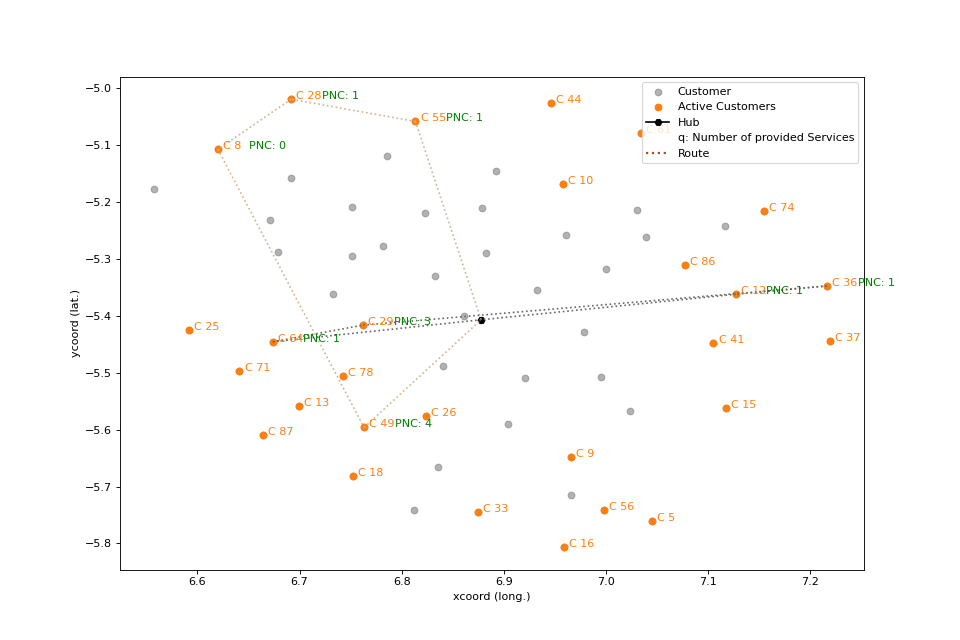 Customer
Active Customers
Hub
q: Number of provided Services
Route
C 28 PNC: 1
C 44
C 55 PNC: 1
C 8 PNC: 0
C 10
C 74
C 86
C 36 PNC: 1
C 12 PNC: 1
C 29 PNC: 3
C 25
C 64 PNC: 1
C 41
C 37
C 71
C 78
C 13
C 15
C 26
C 49 PNC: 4
C 87
C 9
C 18
C 33
C 56
C 5
C 16
−5.0
−5.1
−5.2
−5.3
−5.4
−5.5
−5.6
−5.7
−5.8
ycoord (lat.)
6.6 6.7 6.8 6.9 7.0 7.1 7.2
xcoord (long.)